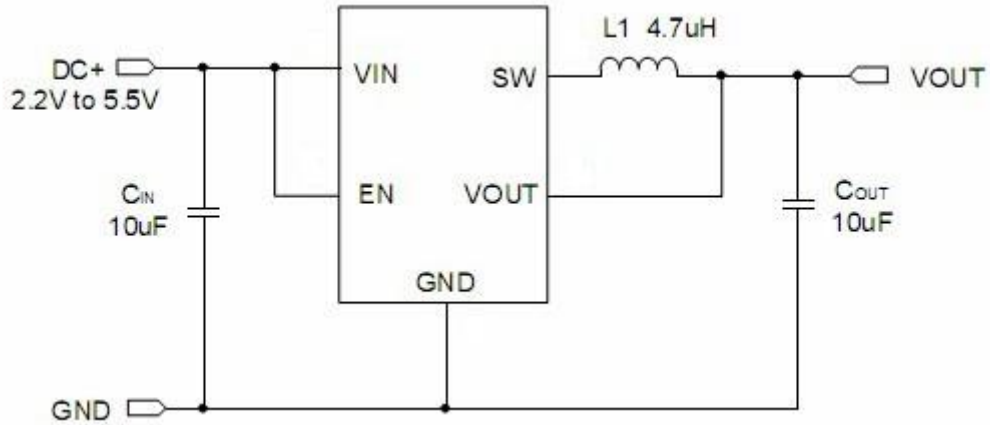 L1 4.7uH
DC+
2.2V to 5.5V
VIN
SW
VOUT
EN
VOUT
CIN
10uF
COUT
10uF
GND
GND